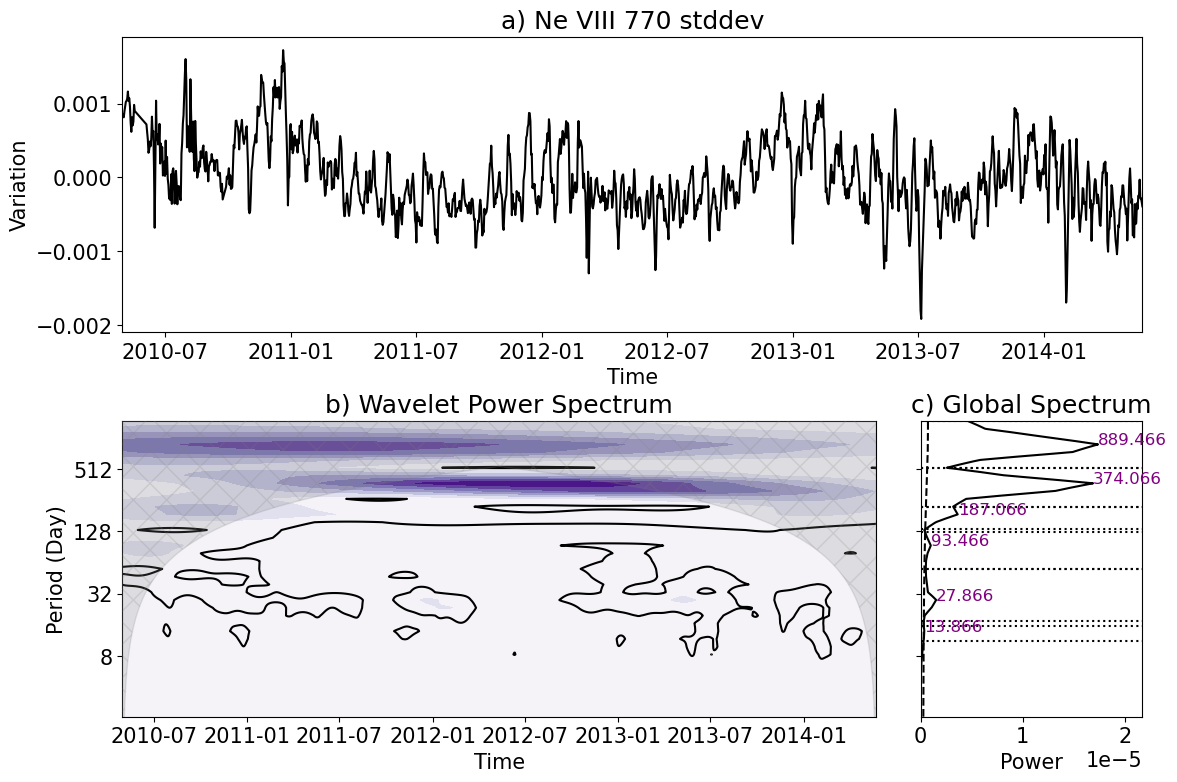 a) Ne VIII 770 stddev
Variation
0.001
0.000
−0.001
−0.002
2010-07 2011-01 2011-07 2012-01 2012-07 2013-01 2013-07 2014-01
Time
b) Wavelet Power Spectrum
Period (Day)
512
128
32
8
2010-07 2011-01 2011-07 2012-01 2012-07 2013-01 2013-07 2014-01
Time
c) Global Spectrum
889.466
374.066
187.066
93.466
27.866
13.866
0 1 2
Power 1e−5